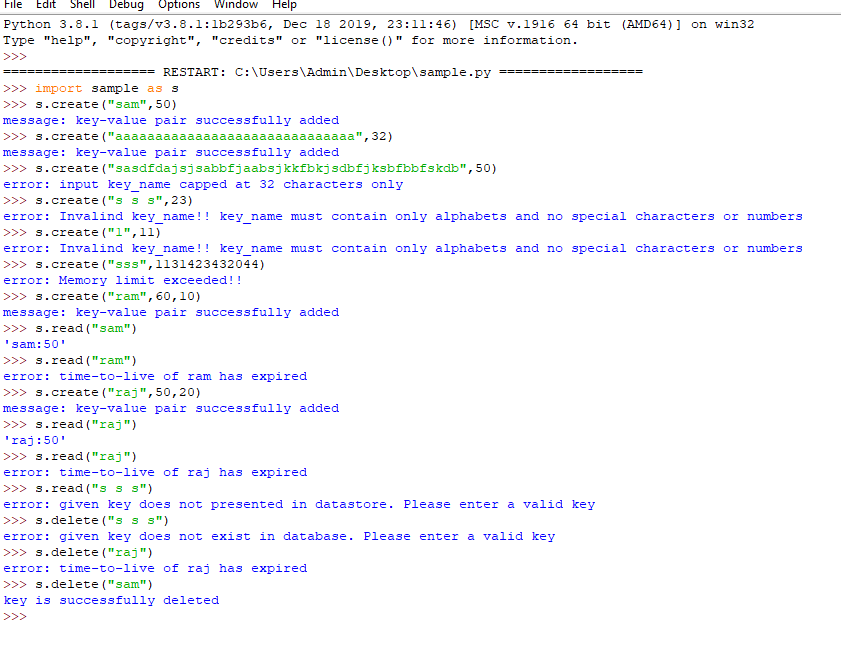 File Edit Shell Debug Options Window Help
Python 3.8.1 (tags/v3.8.1:1b293b6, Dec 18 2019, 23:11:46) [MSC v.1916 64 bit (AMD64)] on win32
Type "help", "copyright", "credits" or "license()" for more information.
>>>
=================== RESTART: C:\Users\Admin\Desktop\sample.py ==================
>>> import sample as s
>>> s.create("sam",50)
message: key-value pair successfully added
>>> s.create("aaaaaaaaaaaaaaaaaaaaaaaaaaaaaa",32)
message: key-value pair successfully added
>>> s.create("sasdfdajsjsabbfjaabsjkkfbkjsdbfjksbfbbfskdb",50)
error: input key_name capped at 32 characters only
>>> s.create("s s s",23)
error: Invalind key_name!! key_name must contain only alphabets and no special characters or numbers
>>> s.create("1",11)
error: Invalind key_name!! key_name must contain only alphabets and no special characters or numbers
>>> s.create("sss",1131423432044)
error: Memory limit exceeded!!
>>> s.create("ram",60,10)
message: key-value pair successfully added
>>> s.read("sam")
'sam:50'
>>> s.read("ram")
error: time-to-live of ram has expired
>>> s.create("raj",50,20)
message: key-value pair successfully added
>>> s.read("raj")
'raj:50'
>>> s.read("raj")
error: time-to-live of raj has expired
>>> s.read("s s s")
error: given key does not presented in datastore. Please enter a valid key
>>> s.delete("s s s")
error: given key does not exist in database. Please enter a valid key
>>> s.delete("raj")
error: time-to-live of raj has expired
>>> s.delete("sam")
key is successfully deleted
>>>